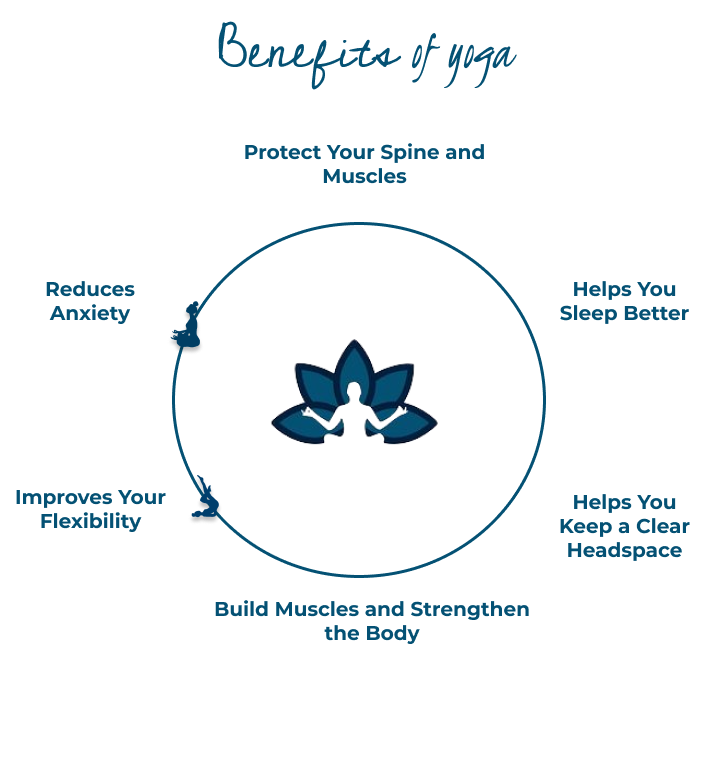 Benefits of yoga
Protect Your Spine and
Muscles
Reduces
Anxiety
Helps You
Sleep Better
Improves Your
Flexibility
Helps You
Keep a Clear
Headspace
Build Muscles and Strengthen
the Body